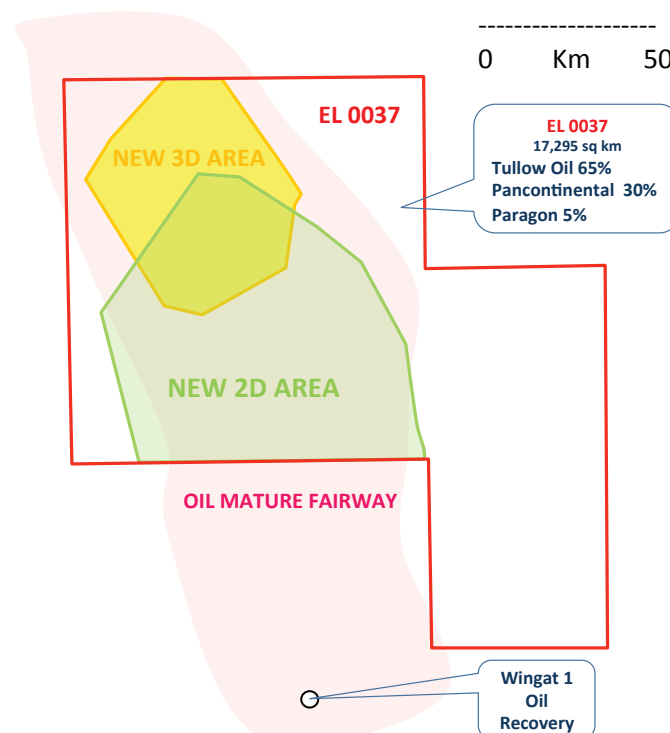 0 Km 50
EL 0037
EL 0037
17,295 sq km
Tullow Oil 65%
Pancontinental 30%
Paragon 5%
NEW 3D AREA
NEW 2D AREA
OIL MATURE FAIRWAY
Wingat 1
Oil
Recovery